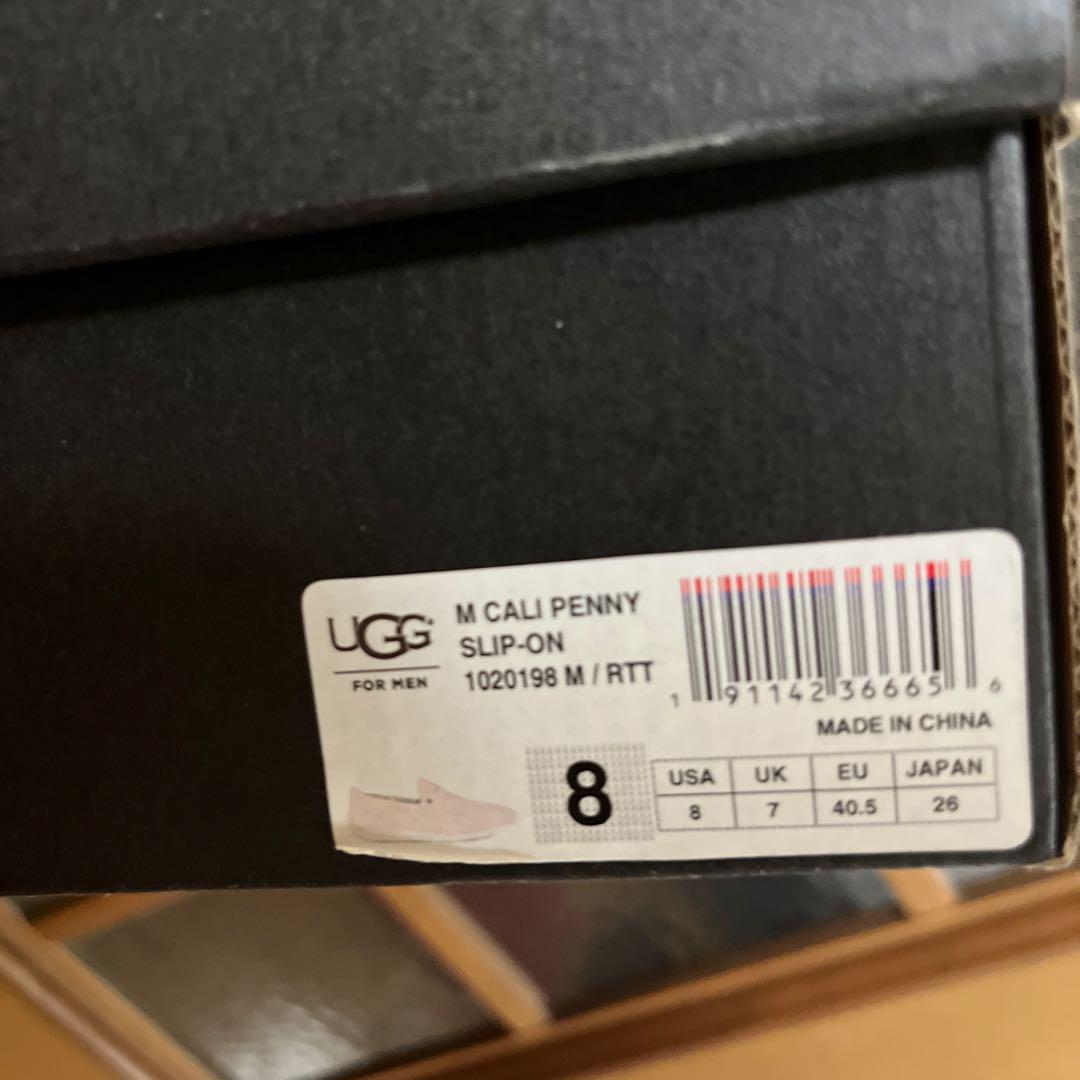 UGG
FOR MEN
M CALI PENNY
SLIP-ON
1020198 M / RTT
1 91142 36665 6
MADE IN CHINA
8
USA UK EU JAPAN
8 7 40.5 26